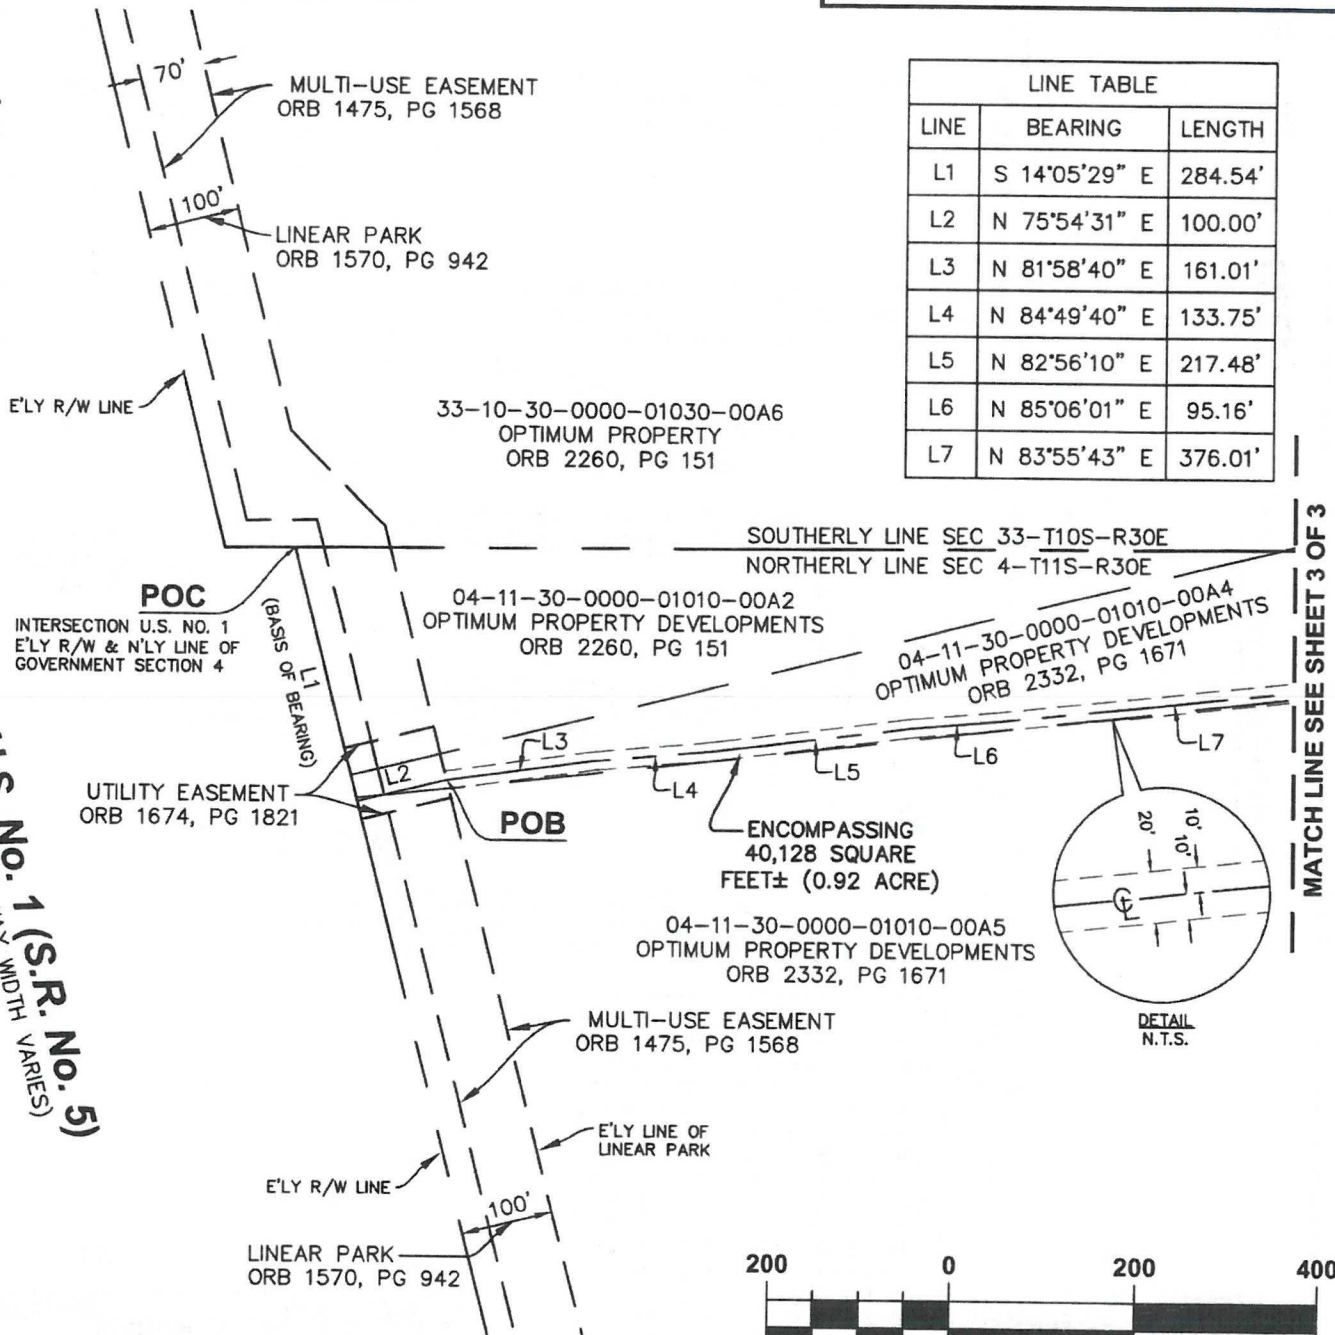 70'
MULTI-USE EASEMENT
ORB 1475, PG 1568
100'
LINEAR PARK
ORB 1570, PG 942
LINE TABLE
LINE BEARING LENGTH
L1 S 14°05'29" E 284.54'
L2 N 75°54'31" E 100.00'
L3 N 81°58'40" E 161.01'
L4 N 84°49'40" E 133.75'
L5 N 82°56'10" E 217.48'
L6 N 85°06'01" E 95.16'
L7 N 83°55'43" E 376.01'
E'LY R/W LINE
33-10-30-0000-01030-00A6
OPTIMUM PROPERTY
ORB 2260, PG 151
SOUTHERLY LINE SEC 33-T10S-R30E
NORTHERLY LINE SEC 4-T11S-R30E
MATCH LINE SEE SHEET 3 OF 3
POC
INTERSECTION U.S. NO. 1
E'LY R/W & N'LY LINE OF
GOVERNMENT SECTION 4
L1
(BASIS OF BEARING)
04-11-30-0000-01010-00A2
OPTIMUM PROPERTY DEVELOPMENTS
ORB 2260, PG 151
04-11-30-0000-01010-00A4
OPTIMUM PROPERTY DEVELOPMENTS
ORB 2332, PG 1671
L2
L3
L4
L5
L6
L7
UTILITY EASEMENT
ORB 1674, PG 1821
POB
ENCOMPASSING
40,128 SQUARE
FEET± (0.92 ACRE)
20'
10'
10'
DETAIL
N.T.S.
04-11-30-0000-01010-00A5
OPTIMUM PROPERTY DEVELOPMENTS
ORB 2332, PG 1671
No. 1 (S.R. No. 5)
WIDTH VARIES)
MULTI-USE EASEMENT
ORB 1475, PG 1568
E'LY LINE OF
LINEAR PARK
E'LY R/W LINE
100'
LINEAR PARK
ORB 1570, PG 942
200 0 200 400